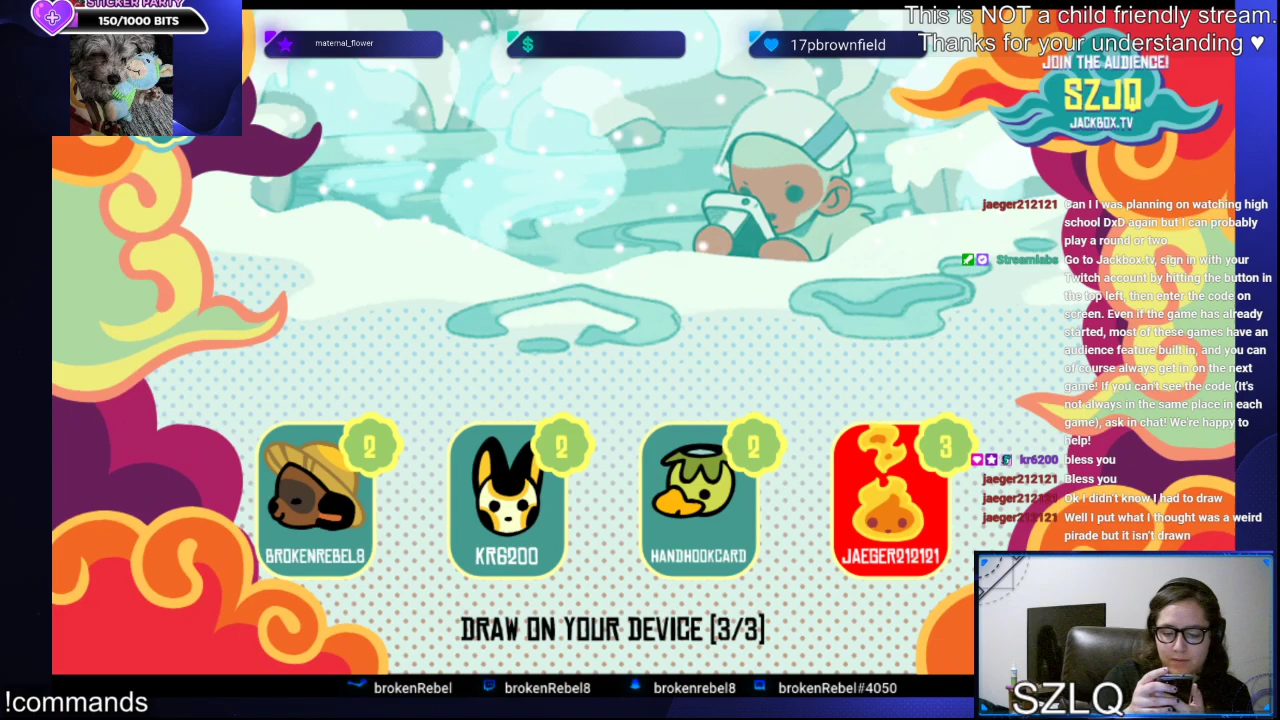 STICKER PARTY
150/1000 BITS
maternal_flower
$
17pbrownfield
This is NOT a child friendly stream.
Thanks for your understanding ♥
JOIN THE AUDIENCE!
SZJQ
JACKBOX.TV
jaeger212121 Can I I was planning on watching high
school DxD again but I can probably
play a round or two
Streamlabs Go to Jackbox.tv, sign in with your
Twitch account by hitting the button in
the top left, then enter the code on
screen. Even if the game has already
started, most of these games have an
audience feature built in, and you can
of course always get in on the next
game! If you can't see the code (It's
not always in the same place in each
game), ask in chat! We're happy to
help!
kr6200 bless you
jaeger212121 Bless you
jaeger212121 Ok I didn't know I had to draw
jaeger212121 Well I put what I thought was a weird
pirade but it isn't drawn
2
2
2
3
BROKENREBEL8
KR6200
HANDHOOKCARD
JAEGER212121
DRAW ON YOUR DEVICE [3/3]
brokenRebel
brokenRebel8
brokenrebel8
brokenRebel#4050
!commands
SZLQ